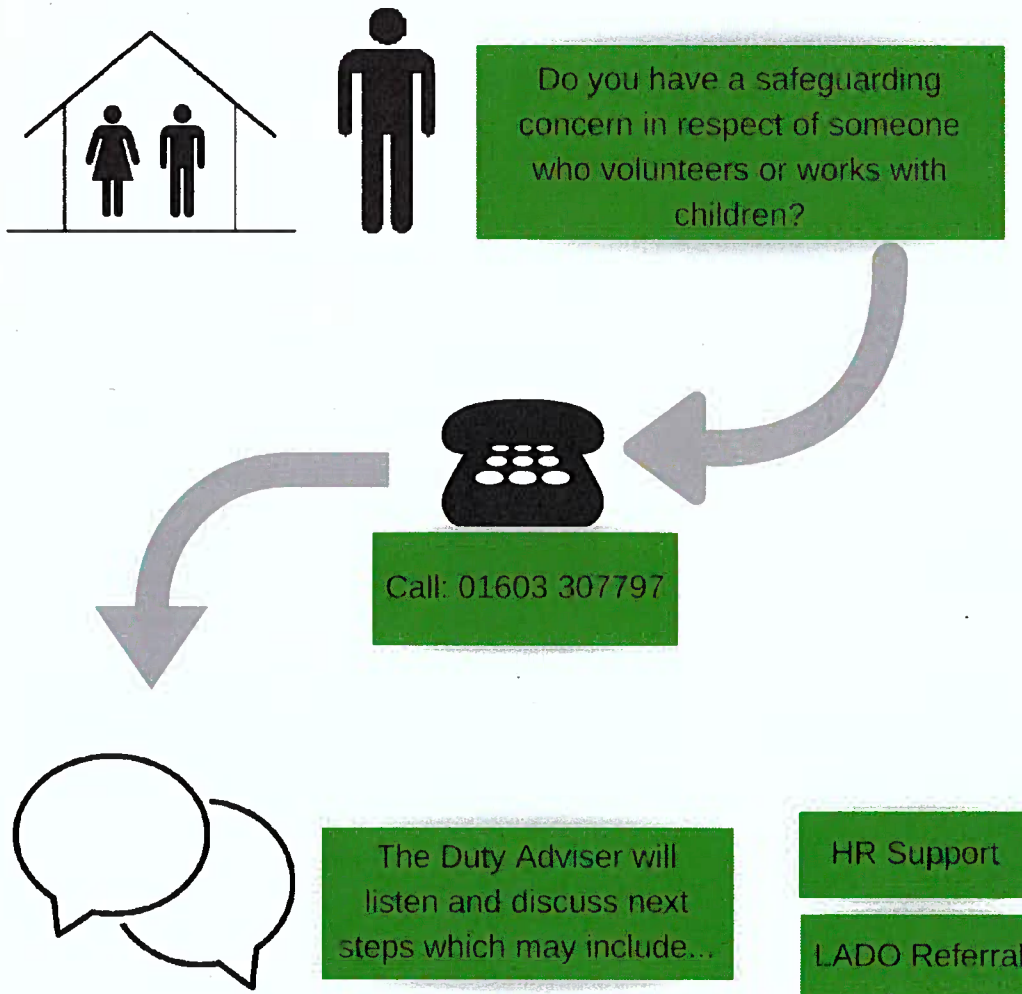 Do you have a safeguarding
concern in respect of someone
who volunteers or works with
children?
Call: 01603 307797
The Duty Adviser will
listen and discuss next
steps which may include...
HR Support
LADO Referral